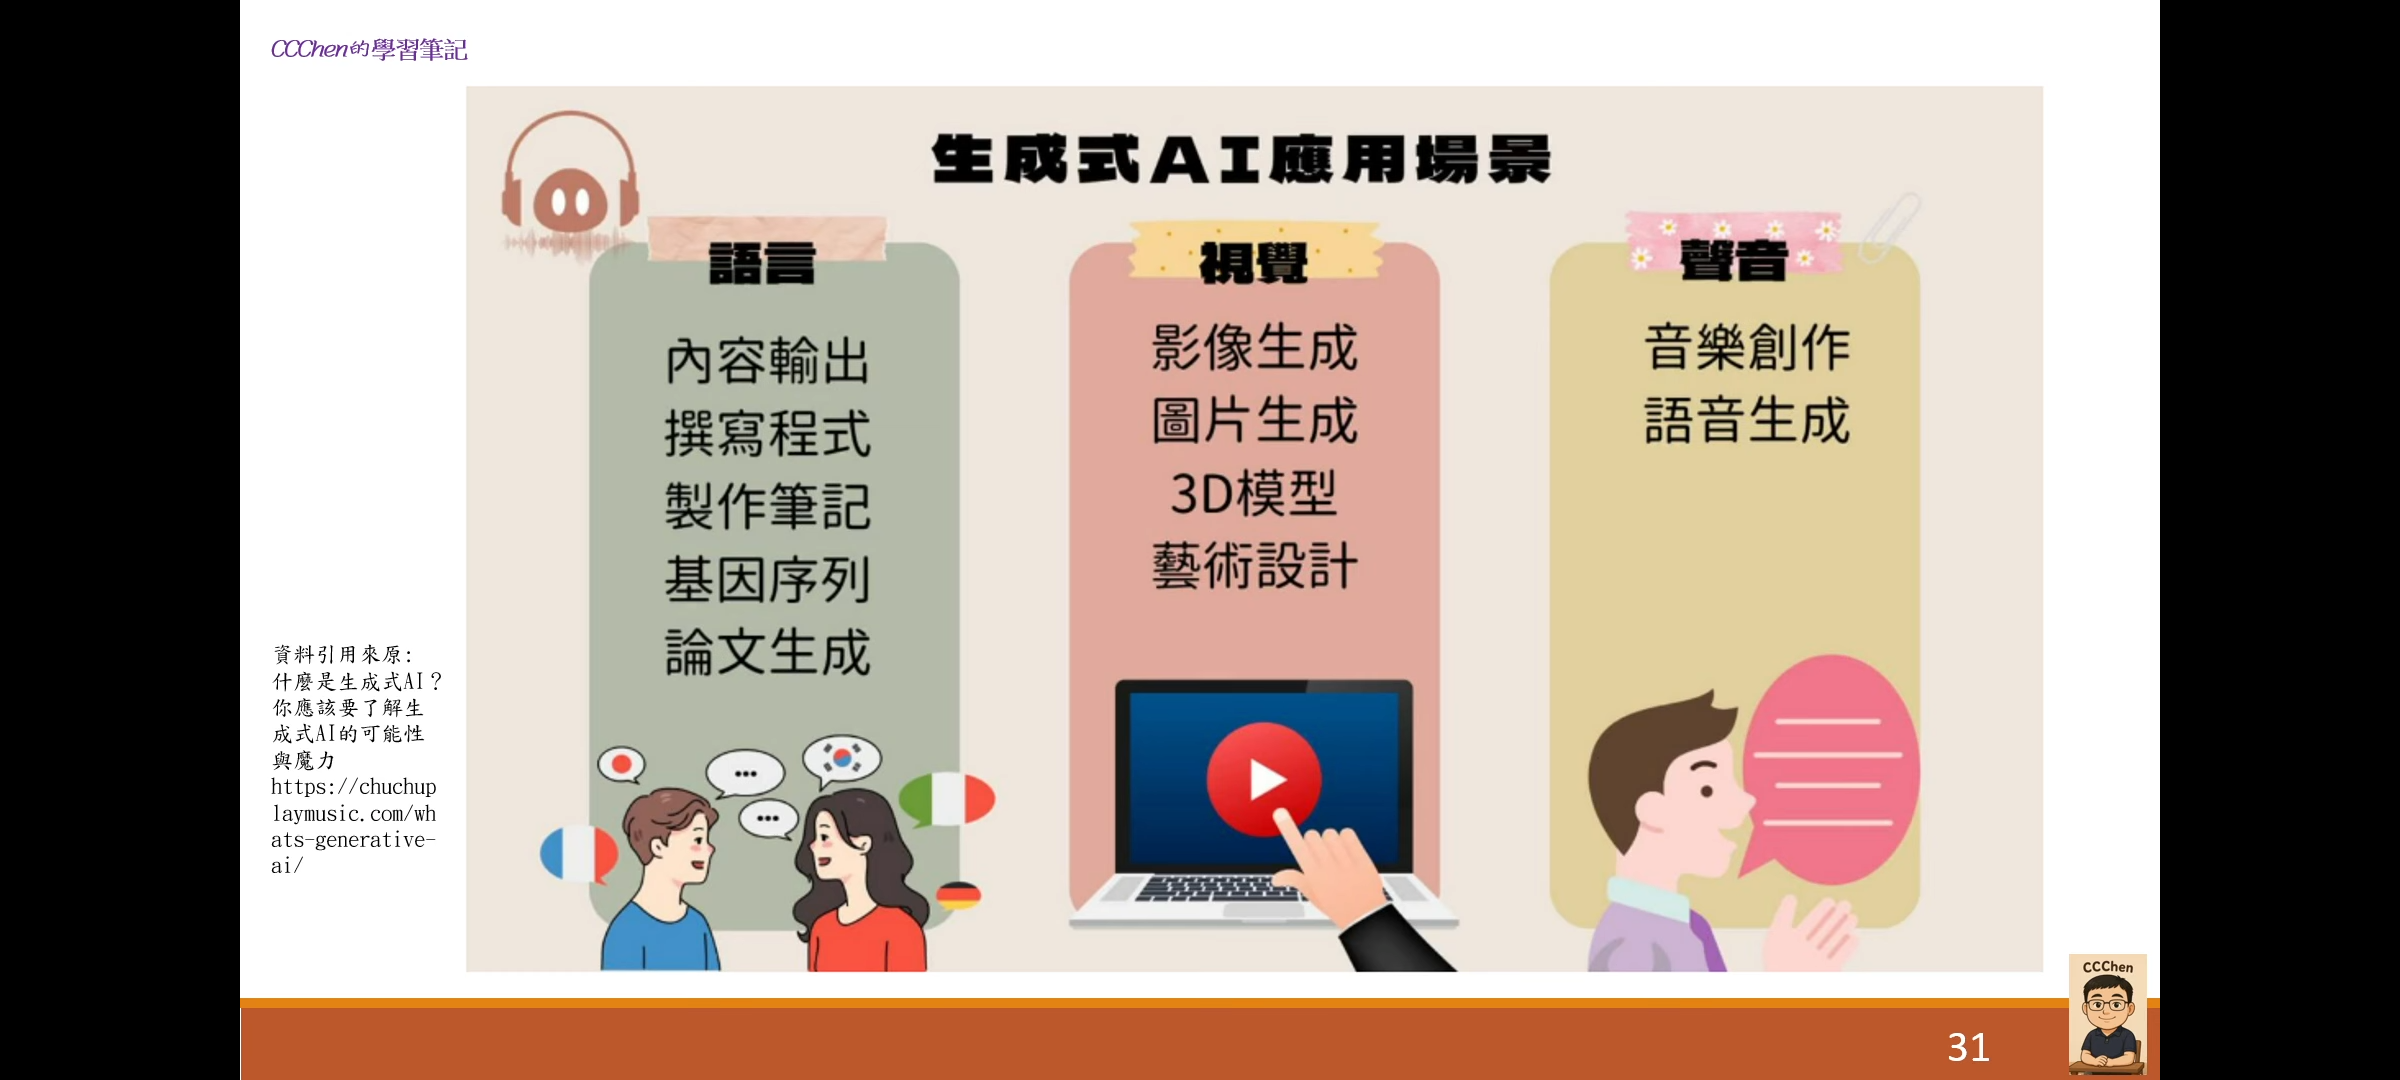 CCChen的學習筆記
生成式AI應用場景
語言
內容輸出
撰寫程式
製作筆記
基因序列
論文生成
視覺
影像生成
圖片生成
3D模型
藝術設計
聲音
音樂創作
語音生成
資料引用來原:
什麼是生成式AI?
你應該要了解生
成式AI的可能性
與魔力
https://chuchup
laymusic.com/wh
ats-generative-
ai/
CCChen
31